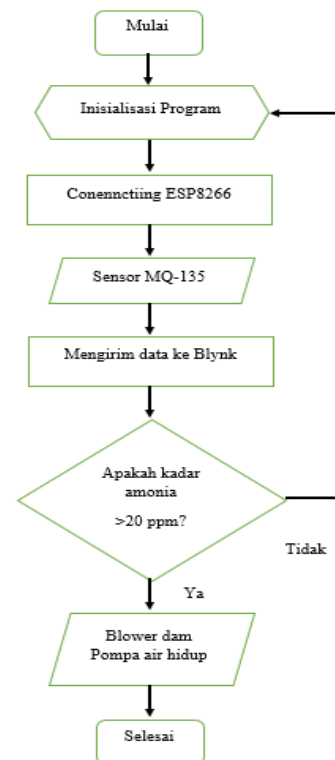 Mulai
Inisialisasi Program
Conennctiing ESP8266
Sensor MQ-135
Mengirim data ke Blynk
Apakah kadar
amonia
>20 ppm?
Tidak
Ya
Blower dam
Pompa air hidup
Selesai